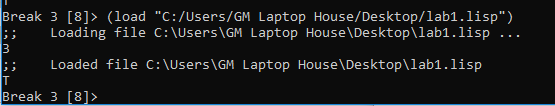 T
Break 3 [8]> (load "C:/Users/GM Laptop House/Desktop/lab1.lisp")
;;    Loading file C:\Users\GM Laptop House\Desktop\lab1.lisp ...
3
;;    Loaded file C:\Users\GM Laptop House\Desktop\lab1.lisp
T
Break 3 [8]>